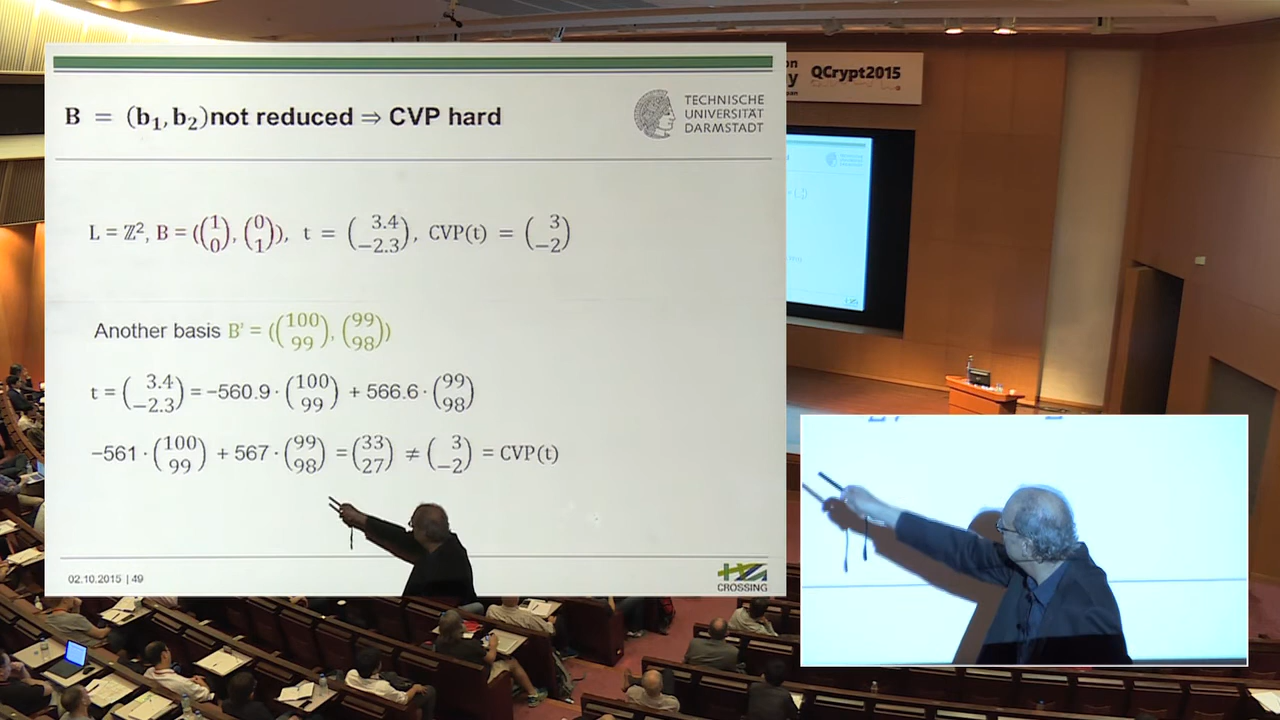 B = (b₁, b₂)not reduced ⇒ CVP hard
TECHNISCHE
UNIVERSITÄT
DARMSTADT
L = ℤ², B = ((1 0), (0 1)), t = (3.4 −2.3), CVP(t) = (3 −2)
Another basis B' = ((100 99), (99 98))
t = (3.4 −2.3) = −560.9 · (100 99) + 566.6 · (99 98)
−561 · (100 99) + 567 · (99 98) = (33 27) ≠ (3 −2) = CVP(t)
02.10.2015 | 49
CROSSING
QCrypt2015